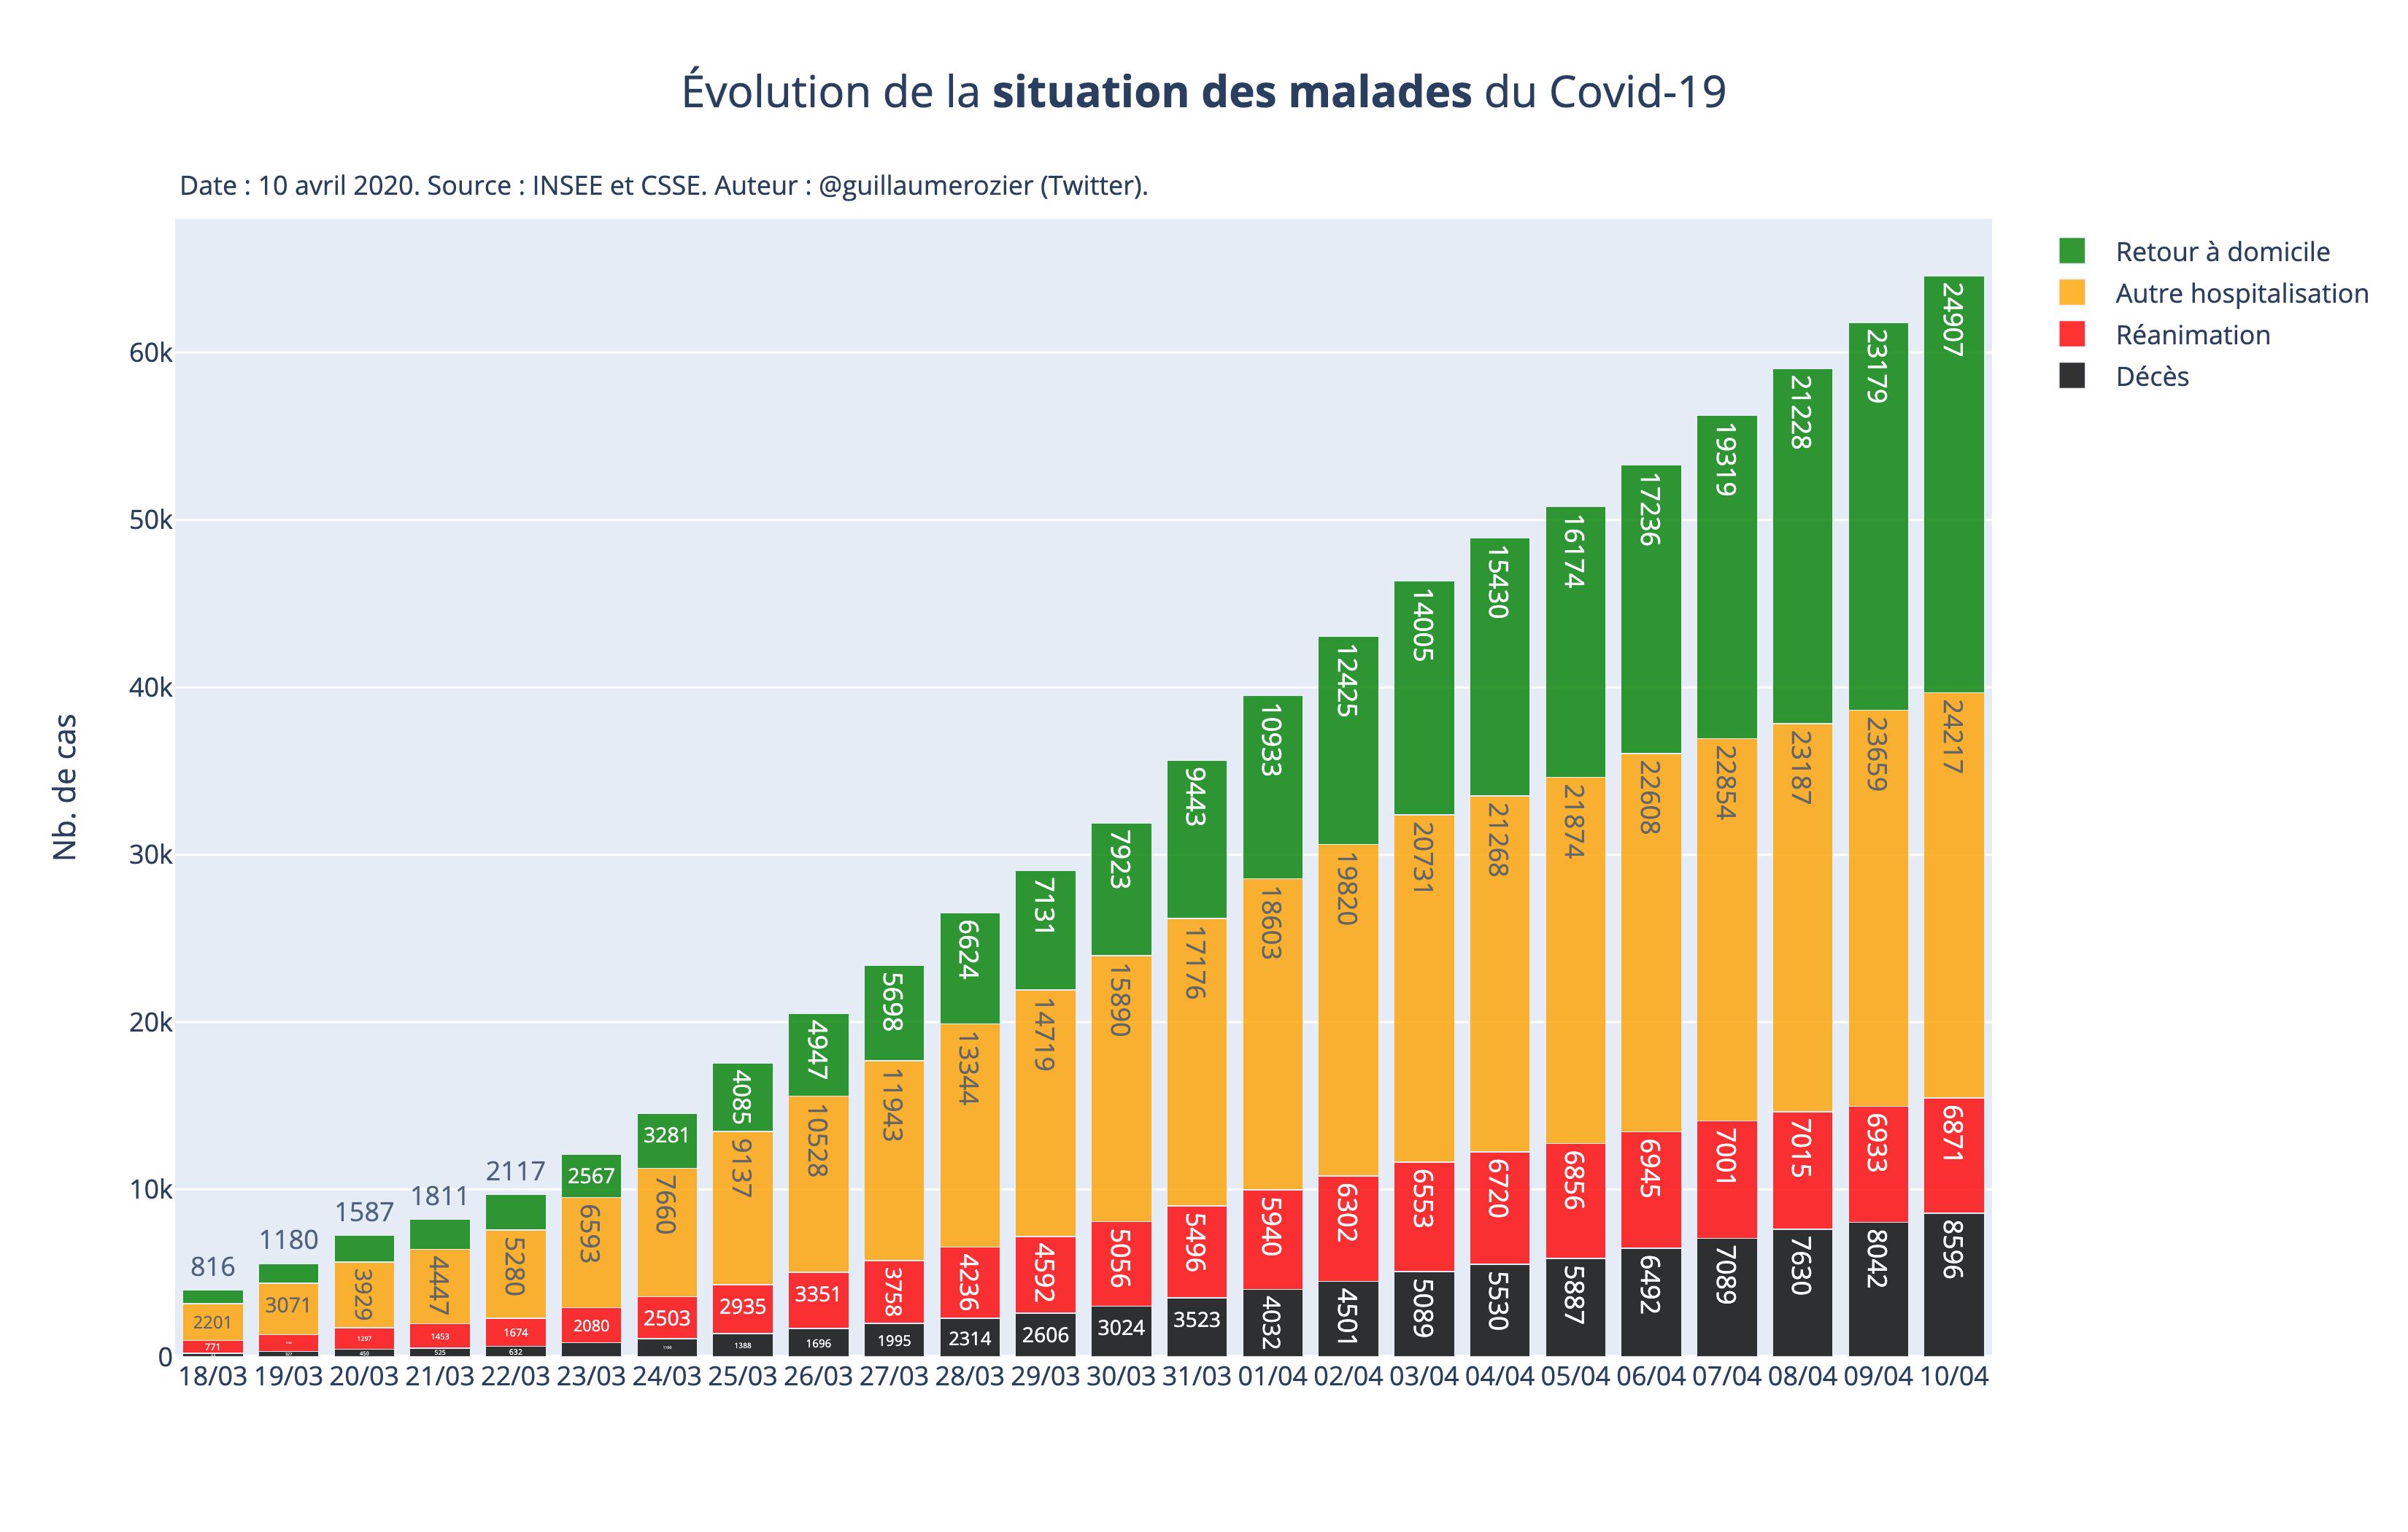 Évolution de la situation des malades du Covid-19
Date : 10 avril 2020. Source : INSEE et CSSE. Auteur : @guillaumerozier (Twitter).
Retour à domicile
Autre hospitalisation
Réanimation
Décès
Nb. de cas
60k
50k
40k
30k
20k
10k
0
816 1180 1587 1811 2117 2567 3281 4085 4947 5698 6624 7131 7923 9443 10933 12425 14005 15430 16174 17236 19319 21228 23179 24907
2201 3071 3929 4447 5280 6593 7660 9137 10528 11943 13344 14719 15890 17176 18603 19820 20731 21268 21874 22608 22854 23187 23659 24217
771 1297 1453 1674 2080 2503 2935 3351 3758 4236 4592 5056 5496 5940 6302 6553 6720 6856 6945 7001 7015 6933 6871
450 525 632 1388 1696 1995 2314 2606 3024 3523 4032 4501 5089 5530 5887 6492 7089 7630 8042 8596
18/03 19/03 20/03 21/03 22/03 23/03 24/03 25/03 26/03 27/03 28/03 29/03 30/03 31/03 01/04 02/04 03/04 04/04 05/04 06/04 07/04 08/04 09/04 10/04